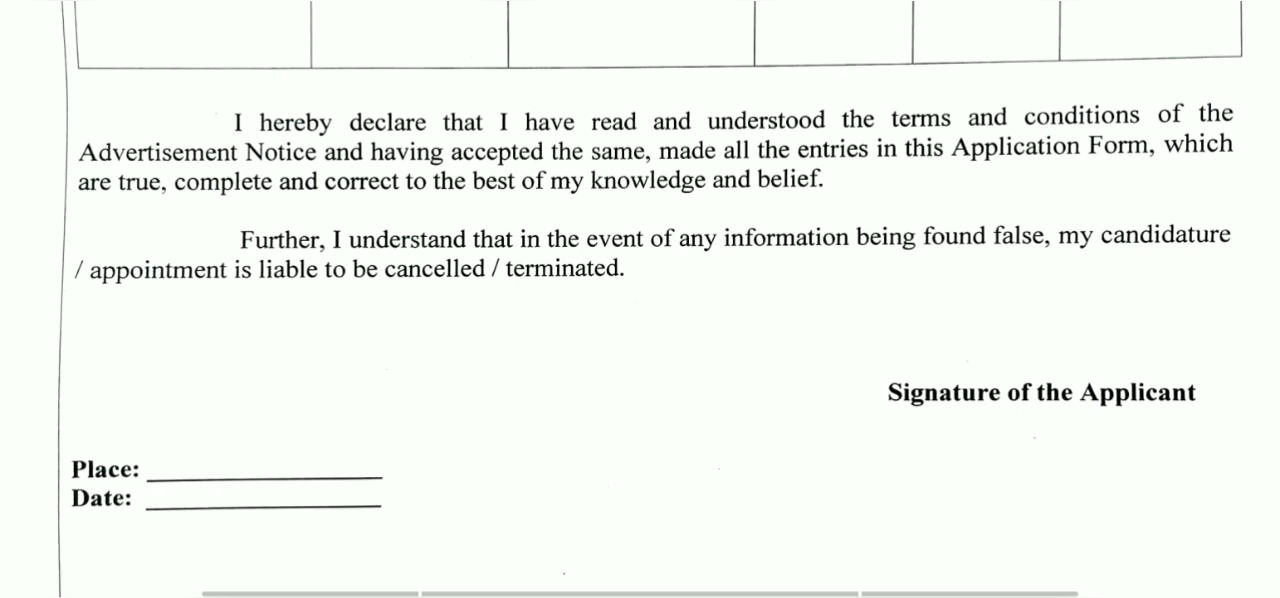 I hereby declare that I have read and understood the terms and conditions of the
Advertisement Notice and having accepted the same, made all the entries in this Application Form, which
are true, complete and correct to the best of my knowledge and belief.
Further, I understand that in the event of any information being found false, my candidature
/ appointment is liable to be cancelled / terminated.
Signature of the Applicant
Place:
Date: